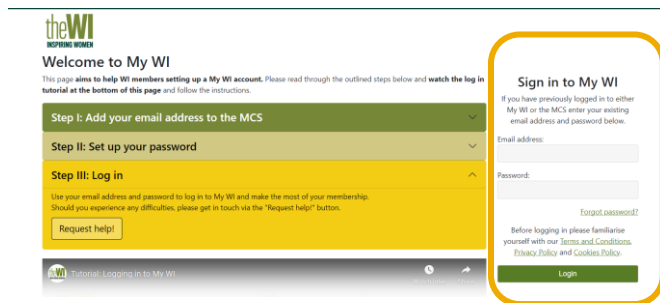 theWI
INSPIRING WOMEN
Welcome to My WI
This page aims to help WI members setting up a My WI account. Please read through the outlined steps below and watch the log in
tutorial at the bottom of this page and follow the instructions.
Step I: Add your email address to the MCS
Step II: Set up your password
Step III: Log in
Use your email address and password to log in to My WI and make the most of your membership.
Should you experience any difficulties, please get in touch via the "Request help!" button.
Request help!
theWI Tutorial: Logging in to My WI
Sign in to My WI
If you have previously logged in to either
My WI or the MCS enter your existing
email address and password below.
Email address:
Password:
Forgot password?
Before logging in please familiarise
yourself with our Terms and Conditions,
Privacy Policy and Cookies Policy.
Login